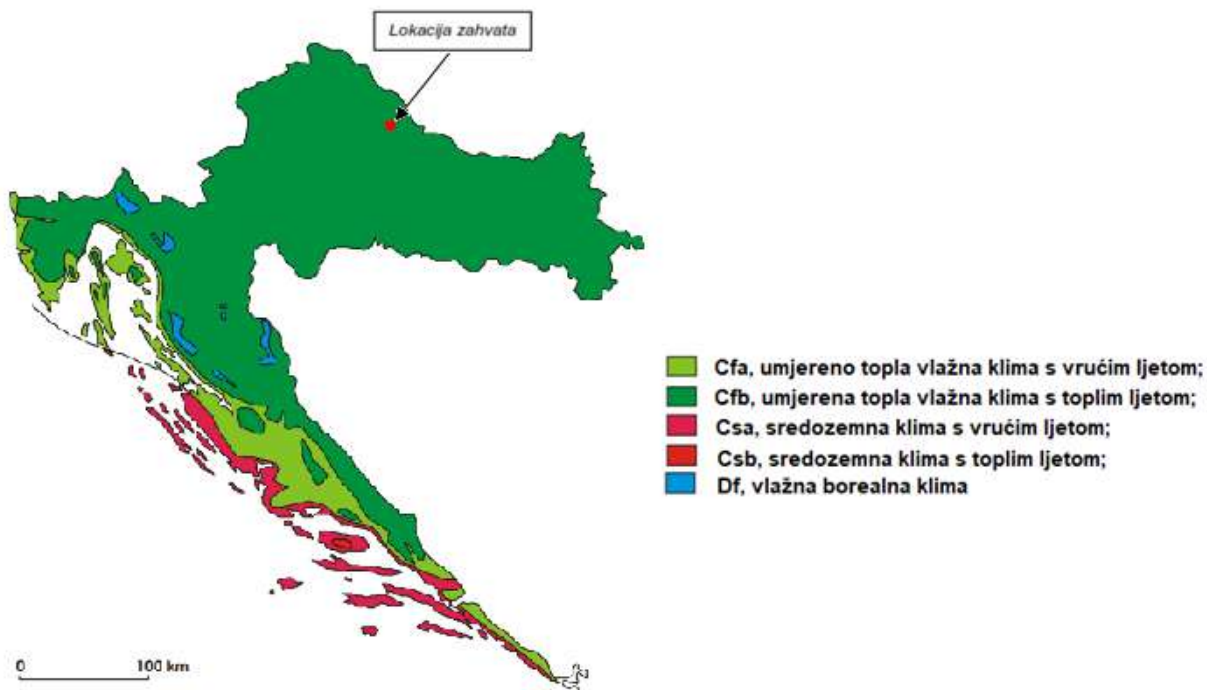 Lokacija zahvata
Cfa, umjereno topla vlažna klima s vrućim ljetom;
Cfb, umjerena topla vlažna klima s toplim ljetom;
Csa, sredozemna klima s vrućim ljetom;
Csb, sredozemna klima s toplim ljetom;
Df, vlažna borealna klima
0 100 km